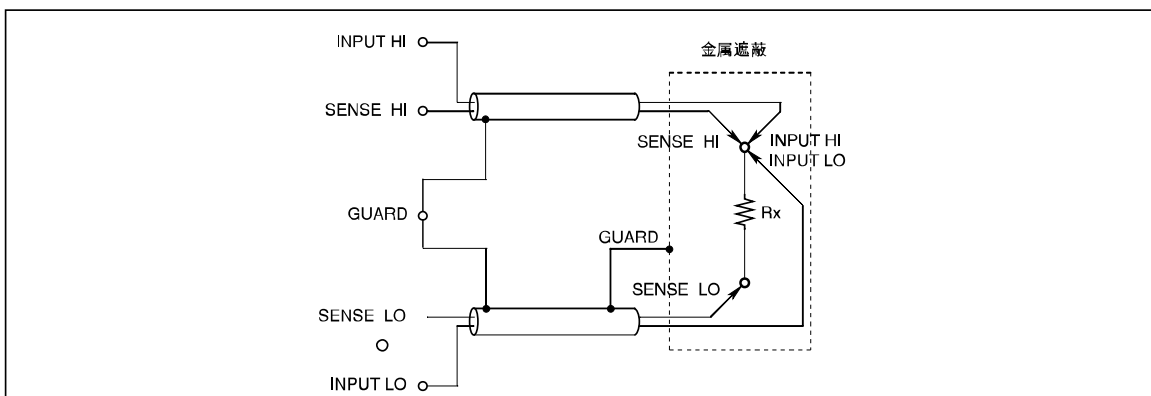 INPUT HI
金属遮蔽
SENSE HI
SENSE HI
INPUT HI
INPUT LO
GUARD
Rx
GUARD
SENSE LO
SENSE LO
INPUT LO